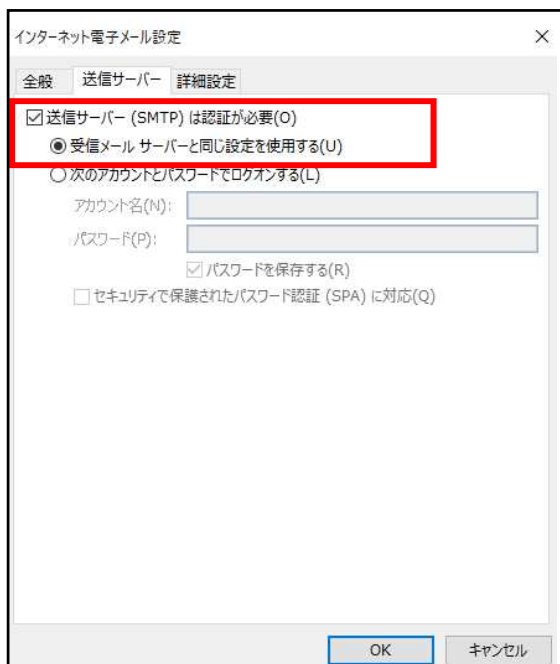 インターネット電子メール設定
全般 送信サーバー 詳細設定
送信サーバー (SMTP) は認証が必要(O)
受信メール サーバーと同じ設定を使用する(U)
次のアカウントとパスワードでログオンする(L)
アカウント名(N):
パスワード(P):
パスワードを保存する(R)
セキュリティで保護されたパスワード認証 (SPA) に対応(Q)
OK キャンセル